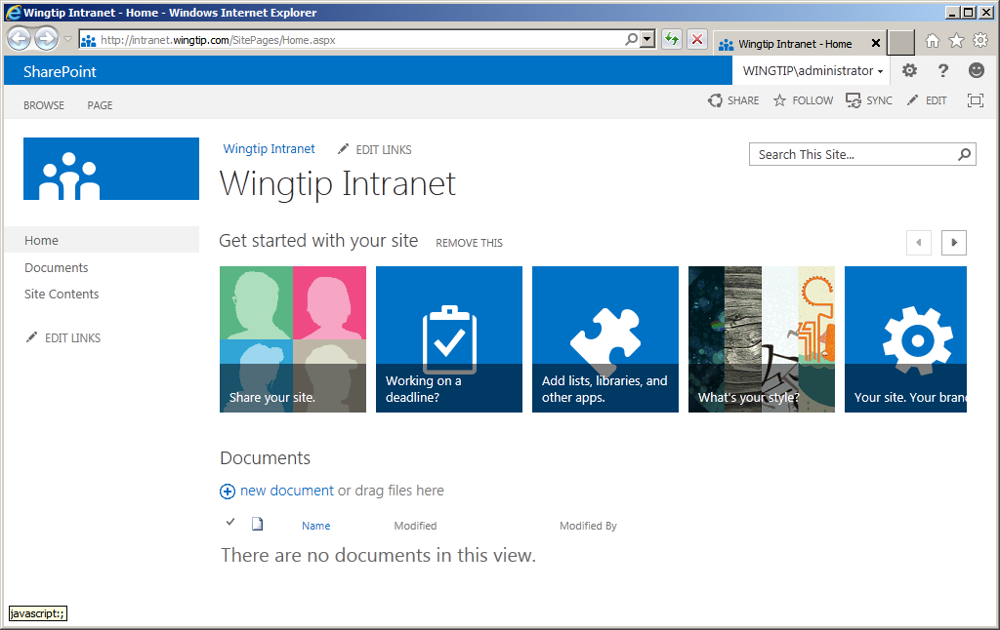 Wingtip Intranet - Home - Windows Internet Explorer
http://intranet.wingtip.com/SitePages/Home.aspx
Wingtip Intranet - Home
SharePoint
WINGTIP\administrator
?
BROWSE PAGE
SHARE FOLLOW SYNC EDIT
Wingtip Intranet EDIT LINKS
Search This Site...
Wingtip Intranet
Home
Documents
Site Contents
EDIT LINKS
Get started with your site REMOVE THIS
Share your site.
Working on a
deadline?
Add lists, libraries, and
other apps.
What's your style?
Your site. Your bran
Documents
new document or drag files here
Name Modified Modified By
There are no documents in this view.
javascript:;